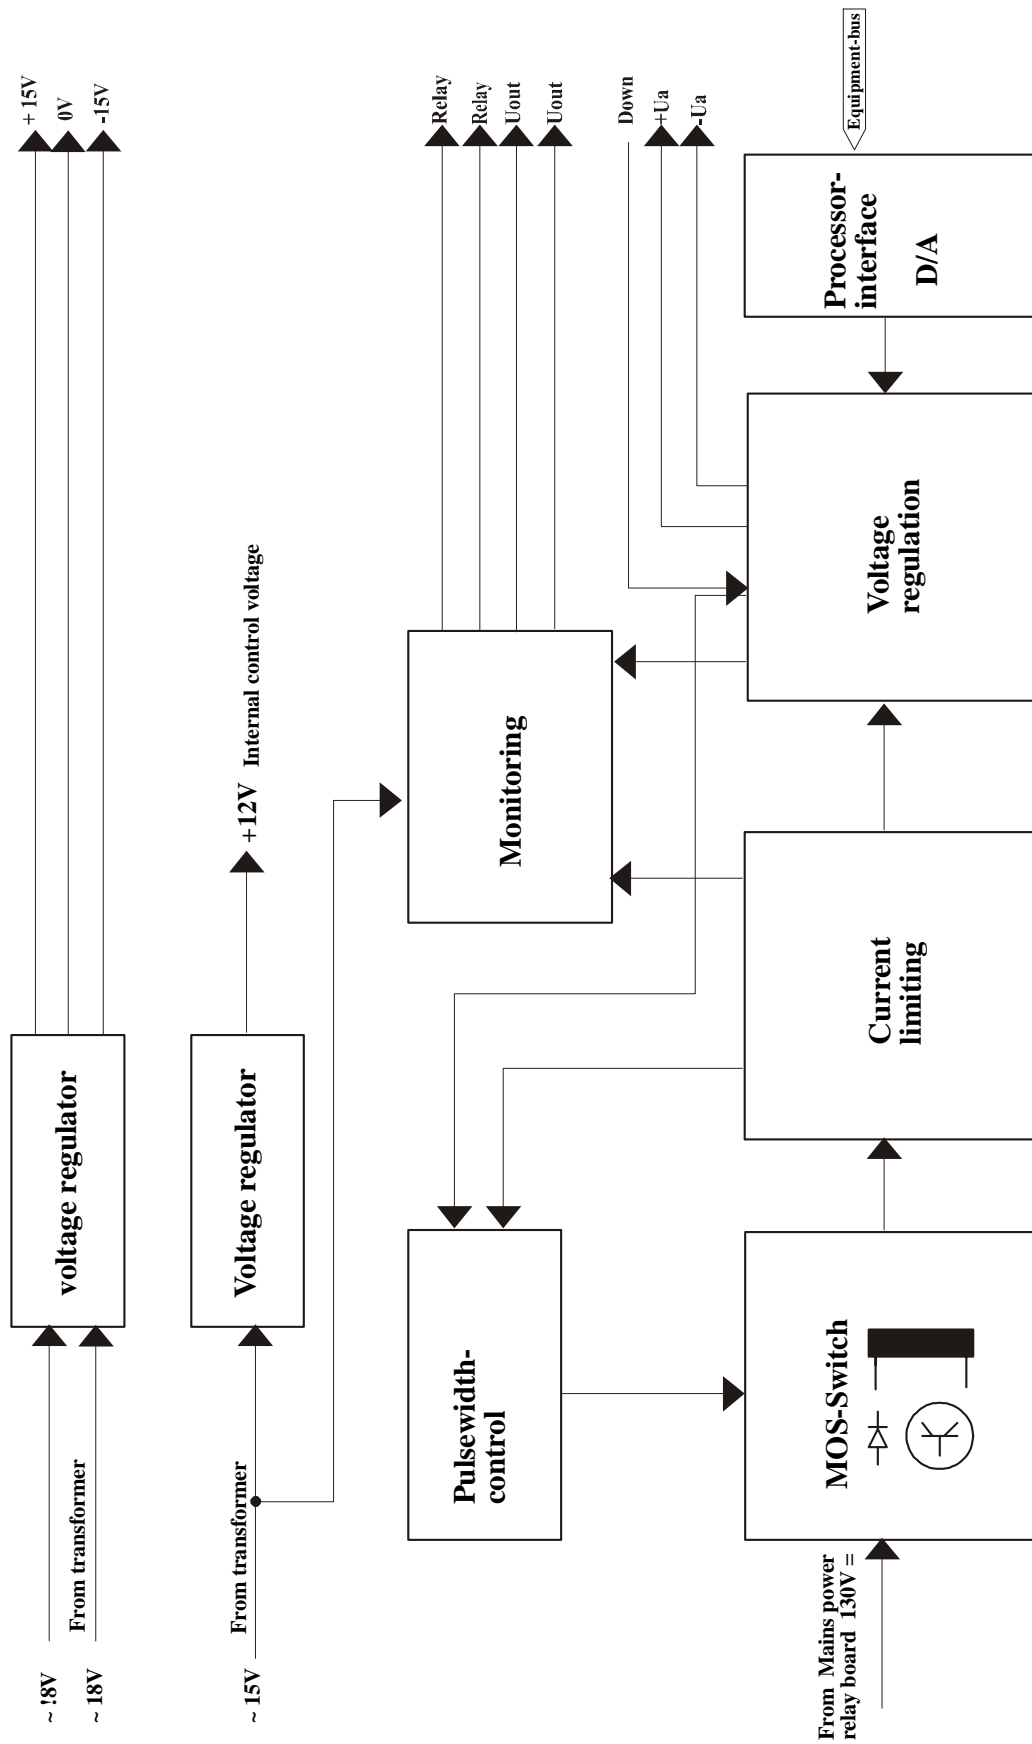 ~ !8V
~ 18V
From transformer
voltage regulator
+ 15V
0V
-15V
~ 15V
From transformer
Voltage regulator
+12V Internal control voltage
Pulsewidth-
control
Monitoring
Relay
Relay
Uout
Uout
Down
+Ua
-Ua
From Mains power
relay board 130V =
MOS-Switch
Current
limiting
Voltage
regulation
Processor-
interface
D/A
Equipment-bus